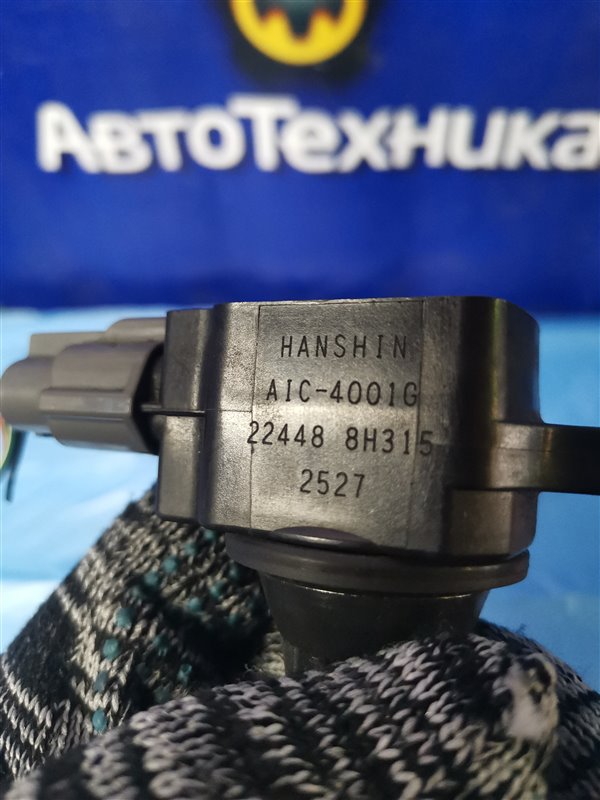 АвтоТехника
HANSHIN
AIC-4001G
22448 8H315
2527